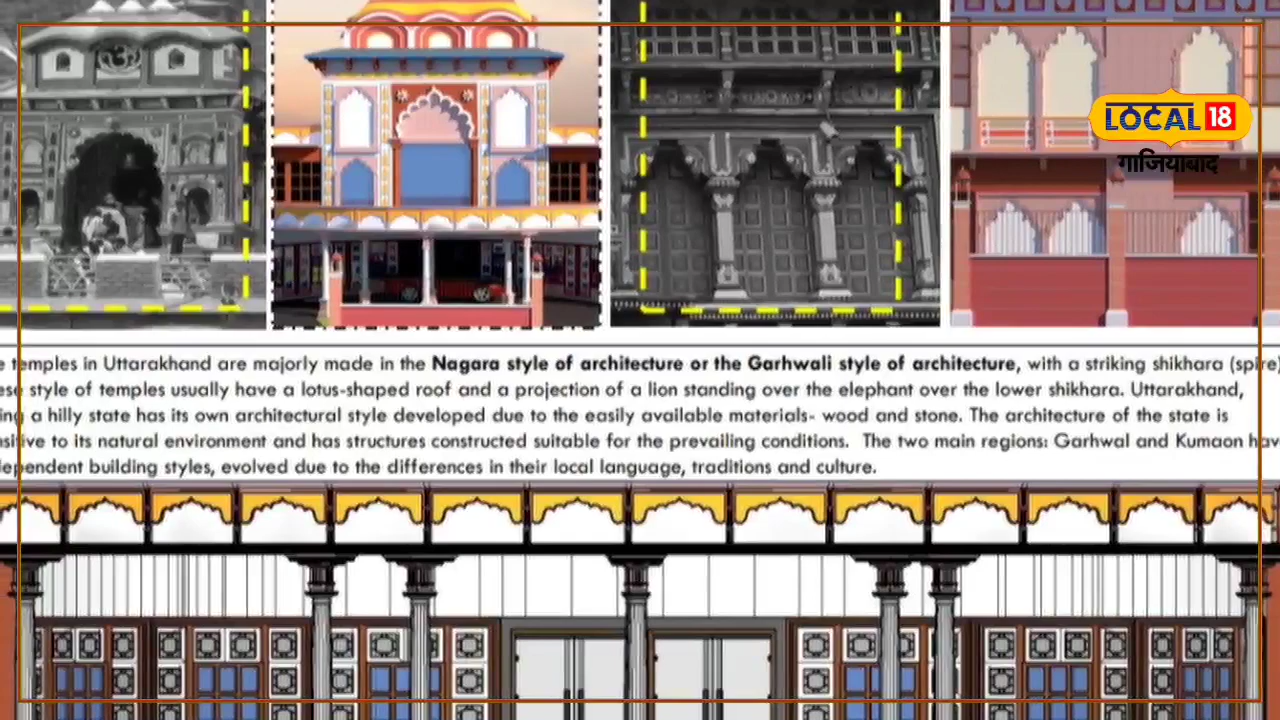 LOCAL 18
गाजियाबाद
temples in Uttarakhand are majorly made in the Nagara style of architecture or the Garhwali style of architecture, with a striking shikhara (spire)
style of temples usually have a lotus-shaped roof and a projection of a lion standing over the elephant over the lower shikhara. Uttarakhand,
a hilly state has its own architectural style developed due to the easily available materials- wood and stone. The architecture of the state is
to its natural environment and has structures constructed suitable for the prevailing conditions. The two main regions: Garhwal and Kumaon
building styles, evolved due to the differences in their local language, traditions and culture.